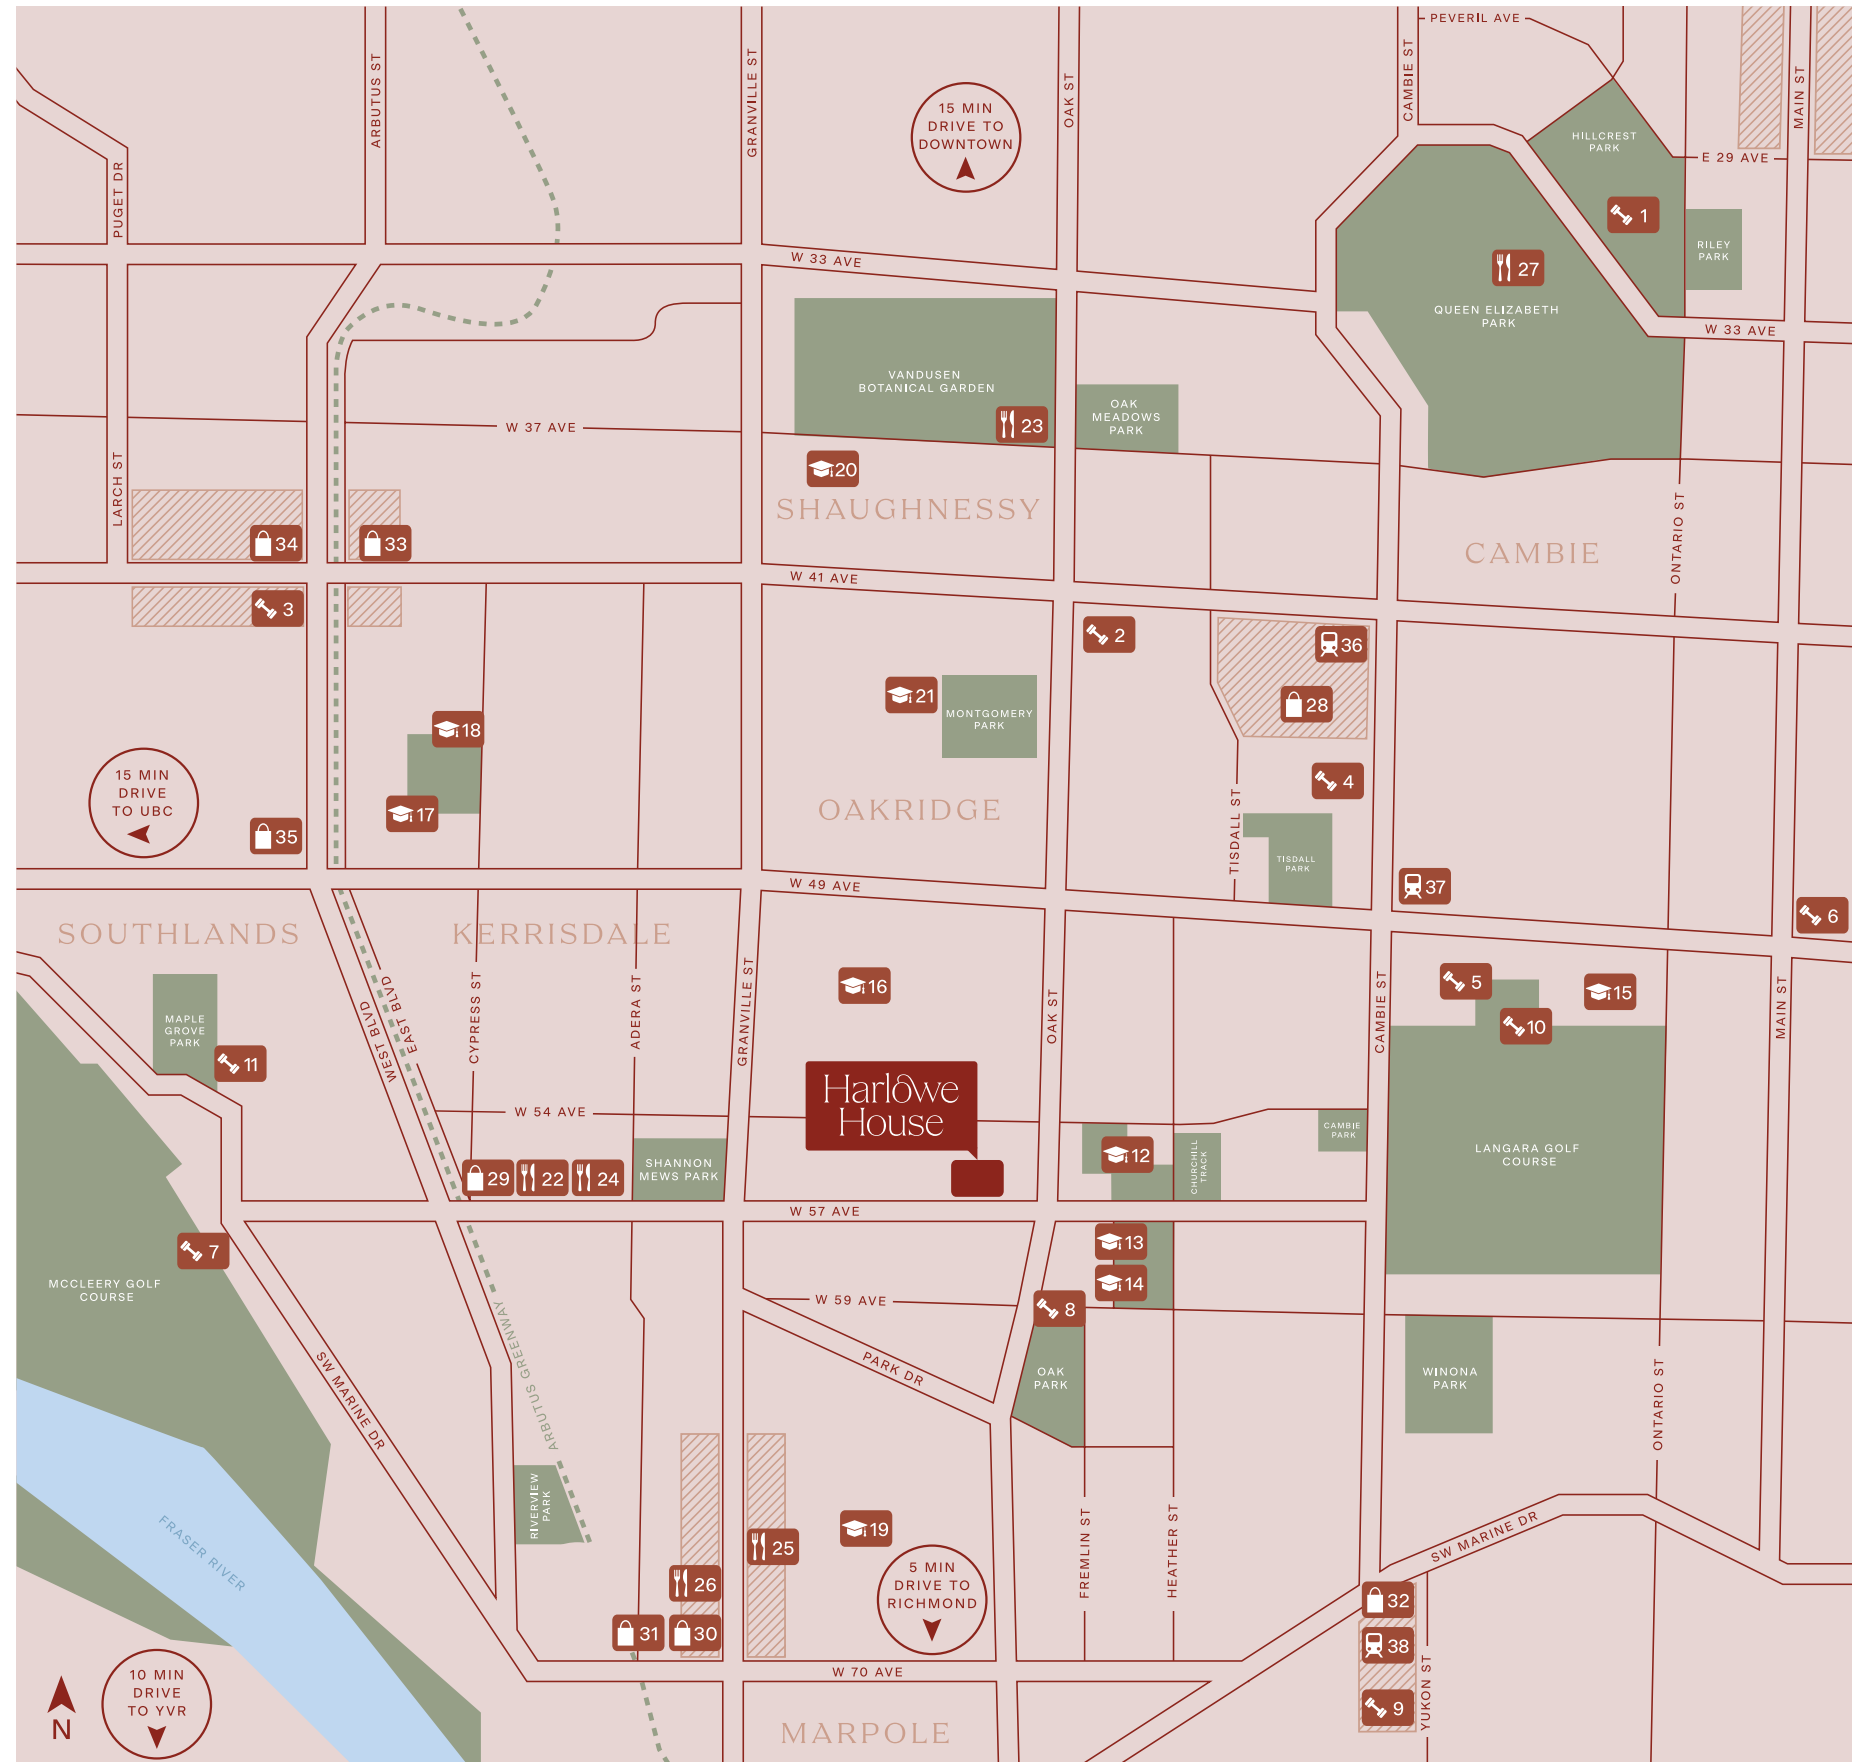 PEVERIL AVE
ARBUTUS ST
GRANVILLE ST
OAK ST
CAMBIE ST
MAIN ST
15 MIN
DRIVE TO
DOWNTOWN
HILLCREST
PARK
E 29 AVE
PUGET DR
1
RILEY
PARK
W 33 AVE
27
QUEEN ELIZABETH
PARK
W 33 AVE
VANDUSEN
BOTANICAL GARDEN
OAK
MEADOWS
PARK
23
W 37 AVE
LARCH ST
20
SHAUGHNESSY
ONTARIO ST
34
33
CAMBIE
W 41 AVE
3
2
36
21
MONTGOMERY
PARK
28
18
15 MIN
DRIVE
TO UBC
4
17
OAKRIDGE
35
TISDALL ST
TISDALL
PARK
W 49 AVE
37
6
SOUTHLANDS
KERRISDALE
16
5
15
10
MAPLE
GROVE
PARK
11
WEST BLVD
EAST BLVD
CYPRESS ST
ADERA ST
GRANVILLE ST
OAK ST
CAMBIE ST
MAIN ST
Harlowe
House
W 54 AVE
CAMBIE
PARK
12
CHURCHILL
TRACK
LANGARA GOLF
COURSE
29
22
24
SHANNON
MEWS PARK
W 57 AVE
7
13
14
MCCLEERY GOLF
COURSE
W 59 AVE
8
SW MARINE DR
ARBUTUS GREENWAY
PARK DR
OAK
PARK
WINONA
PARK
ONTARIO ST
RIVERVIEW
PARK
FRASER RIVER
19
25
FREMLIN ST
HEATHER ST
SW MARINE DR
26
5 MIN
DRIVE TO
RICHMOND
32
31
30
38
W 70 AVE
10 MIN
DRIVE
TO YVR
N
9
YUKON ST
MARPOLE